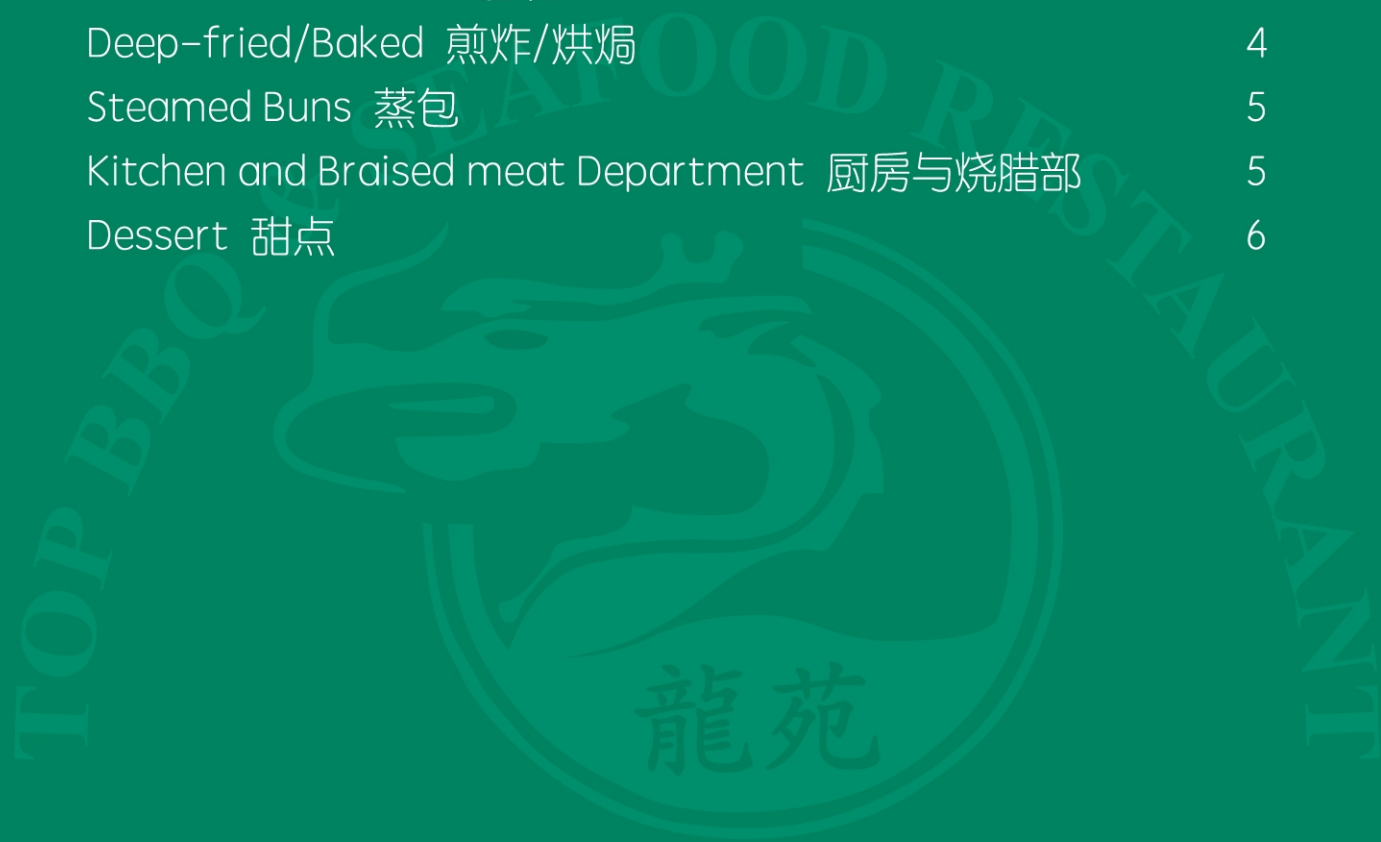 Deep-fried/Baked 煎炸/烘焗 4
Steamed Buns 蒸包 5
Kitchen and Braised meat Department 厨房与烧腊部 5
Dessert 甜点 6
TOP BBQ & SEAFOOD RESTAURANT
龍苑